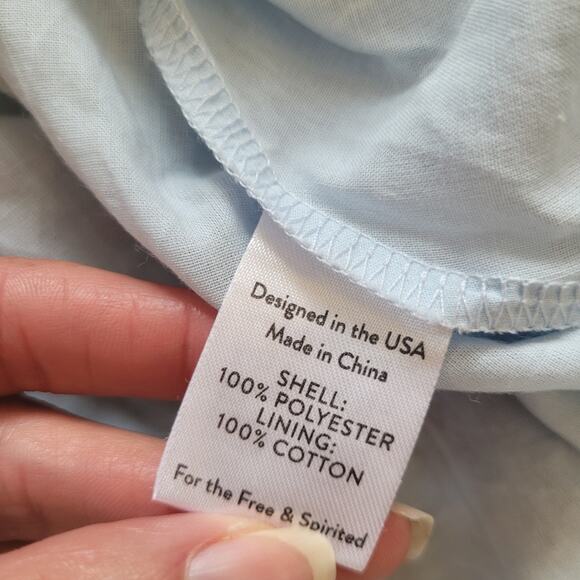 Designed in the USA
Made in China
SHELL:
100% POLYESTER
LINING:
100% COTTON
For the Free & Spirited